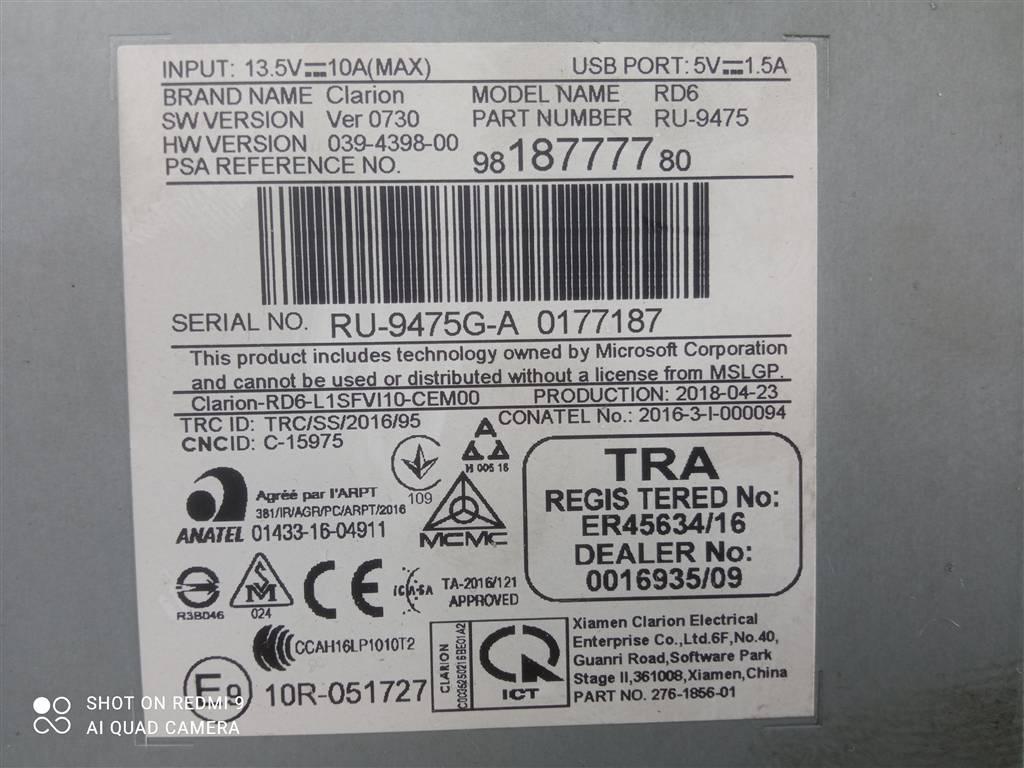 INPUT: 13.5V⎓10A(MAX) USB PORT: 5V⎓1.5A
BRAND NAME Clarion MODEL NAME RD6
SW VERSION Ver 0730 PART NUMBER RU-9475
HW VERSION 039-4398-00
PSA REFERENCE NO. 9818777780
SERIAL NO. RU-9475G-A 0177187
This product includes technology owned by Microsoft Corporation
and cannot be used or distributed without a license from MSLGP.
Clarion-RD6-L1SFVI10-CEM00 PRODUCTION: 2018-04-23
TRC ID: TRC/SS/2016/95 CONATEL No.: 2016-3-I-000094
CNCID: C-15975
A
H 005 16
109
ANATEL
Agréé par l'ARPT
381/IR/AGR/PC/ARPT/2016
01433-16-04911
MCMC
TRA
REGIS TERED No:
ER45634/16
DEALER No:
0016935/09
R3BD46
024
CE
ICASA
TA-2016/121
APPROVED
CCAH16LP1010T2
10R-051727
CLARION
ICT
Xiamen Clarion Electrical
Enterprise Co.,Ltd.6F,No.40,
Guanri Road,Software Park
Stage II,361008,Xiamen,China
PART NO. 276-1856-01
SHOT ON REDMI 9
AI QUAD CAMERA